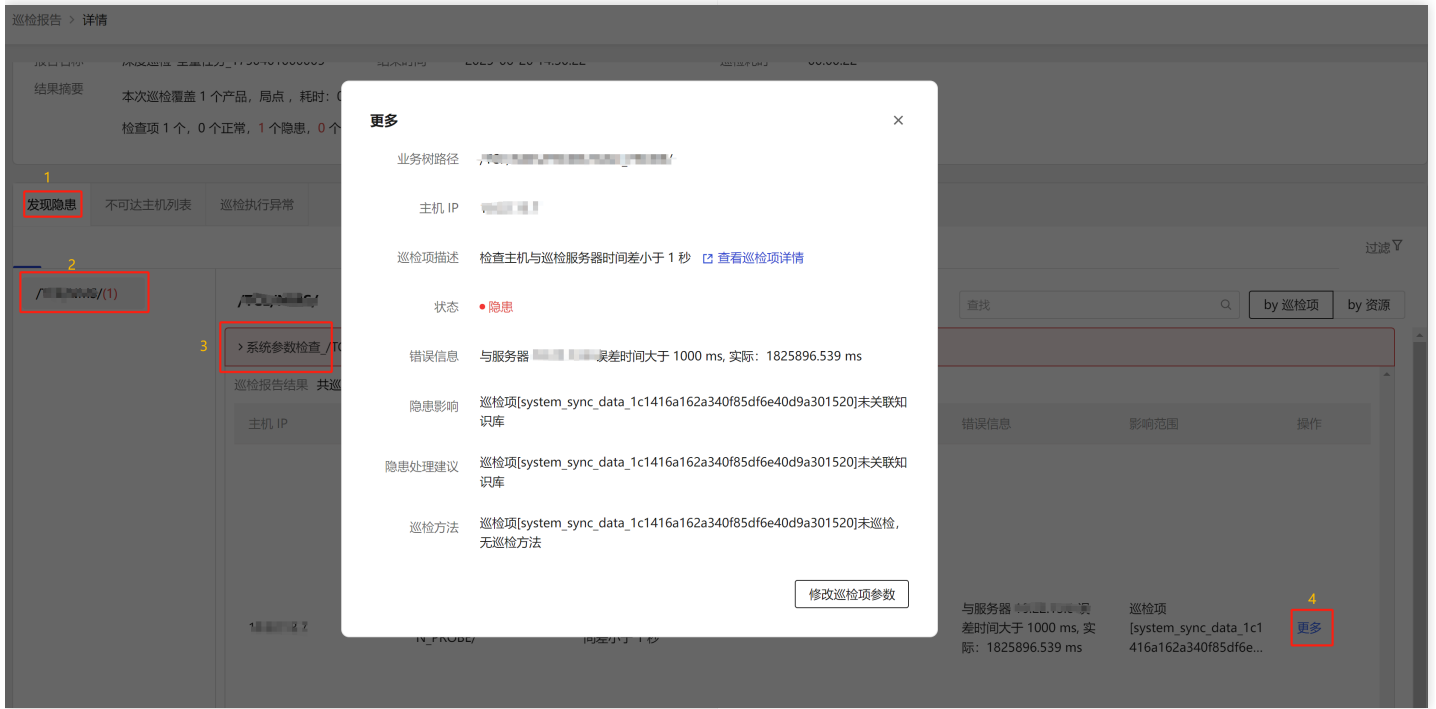 巡检报告 > 详情
结果摘要
本次巡检覆盖 1 个产品，局点 ，耗时：
检查项 1 个，0 个正常，1 个隐患，0 个
1
发现隐患
不可达主机列表
巡检执行异常
过滤
2
(1)
查找
by 巡检项
by 资源
3
系统参数检查
巡检报告结果 共巡
主机 IP
错误信息
影响范围
操作
与服务器
差时间大于 1000 ms, 实
际：1825896.539 ms
巡检项
[system_sync_data_1c1
416a162a340f85df6e...
4
更多
N_PROBE/
间差小于 1 秒
更多
业务树路径
主机 IP
巡检项描述
检查主机与巡检服务器时间差小于 1 秒
查看巡检项详情
状态
隐患
错误信息
与服务器 误差时间大于 1000 ms, 实际：1825896.539 ms
隐患影响
巡检项[system_sync_data_1c1416a162a340f85df6e40d9a301520]未关联知
识库
隐患处理建议
巡检项[system_sync_data_1c1416a162a340f85df6e40d9a301520]未关联知
识库
巡检方法
巡检项[system_sync_data_1c1416a162a340f85df6e40d9a301520]未巡检，
无巡检方法
修改巡检项参数